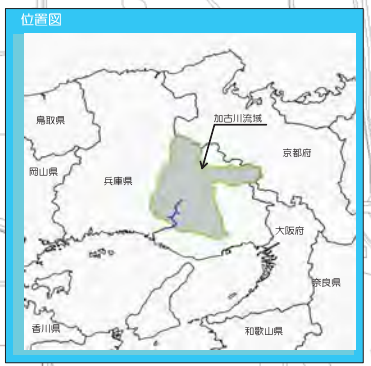 位置図
鳥取県
加古川流域
京都府
岡山県
兵庫県
大阪府
奈良県
香川県
和歌山県